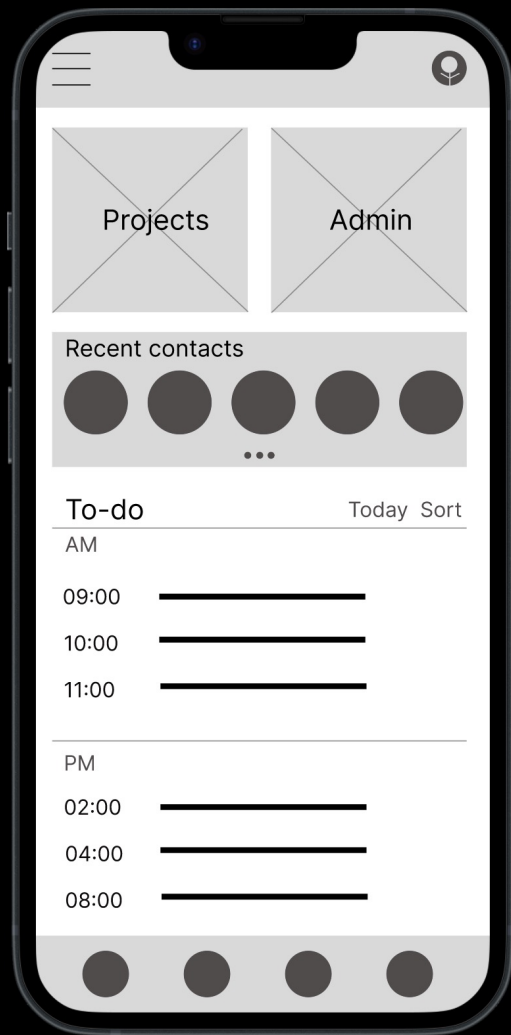 Projects Admin
Recent contacts
To-do Today Sort
AM
09:00
10:00
11:00
PM
02:00
04:00
08:00